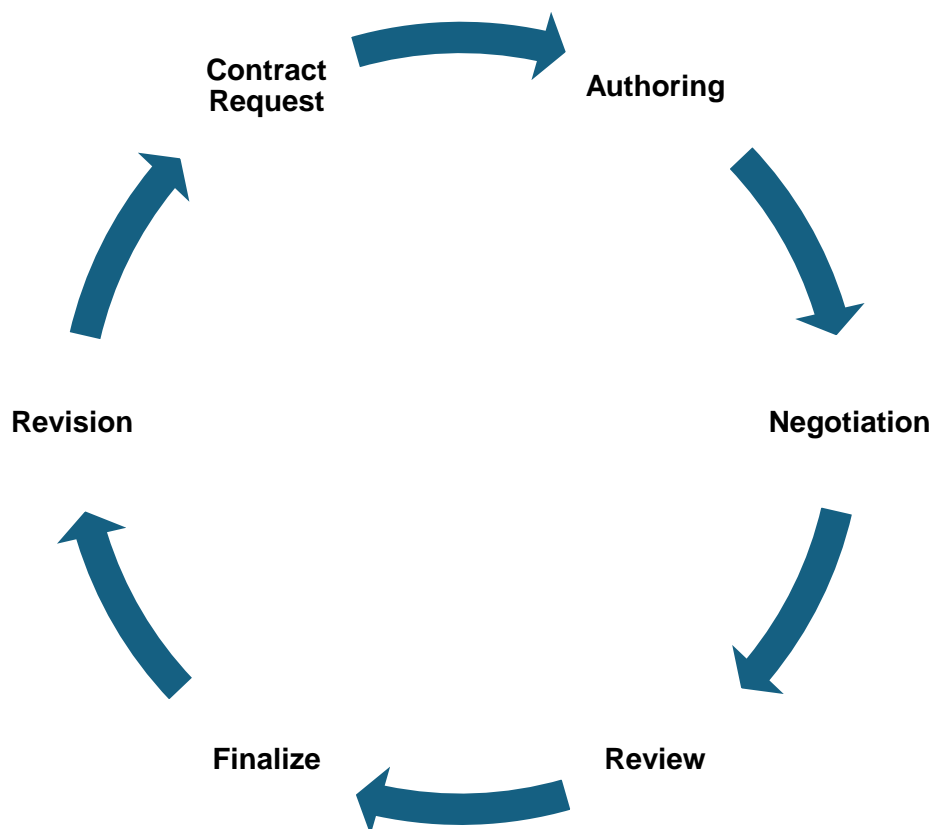 Contract
Request
Authoring
Negotiation
Review
Finalize
Revision